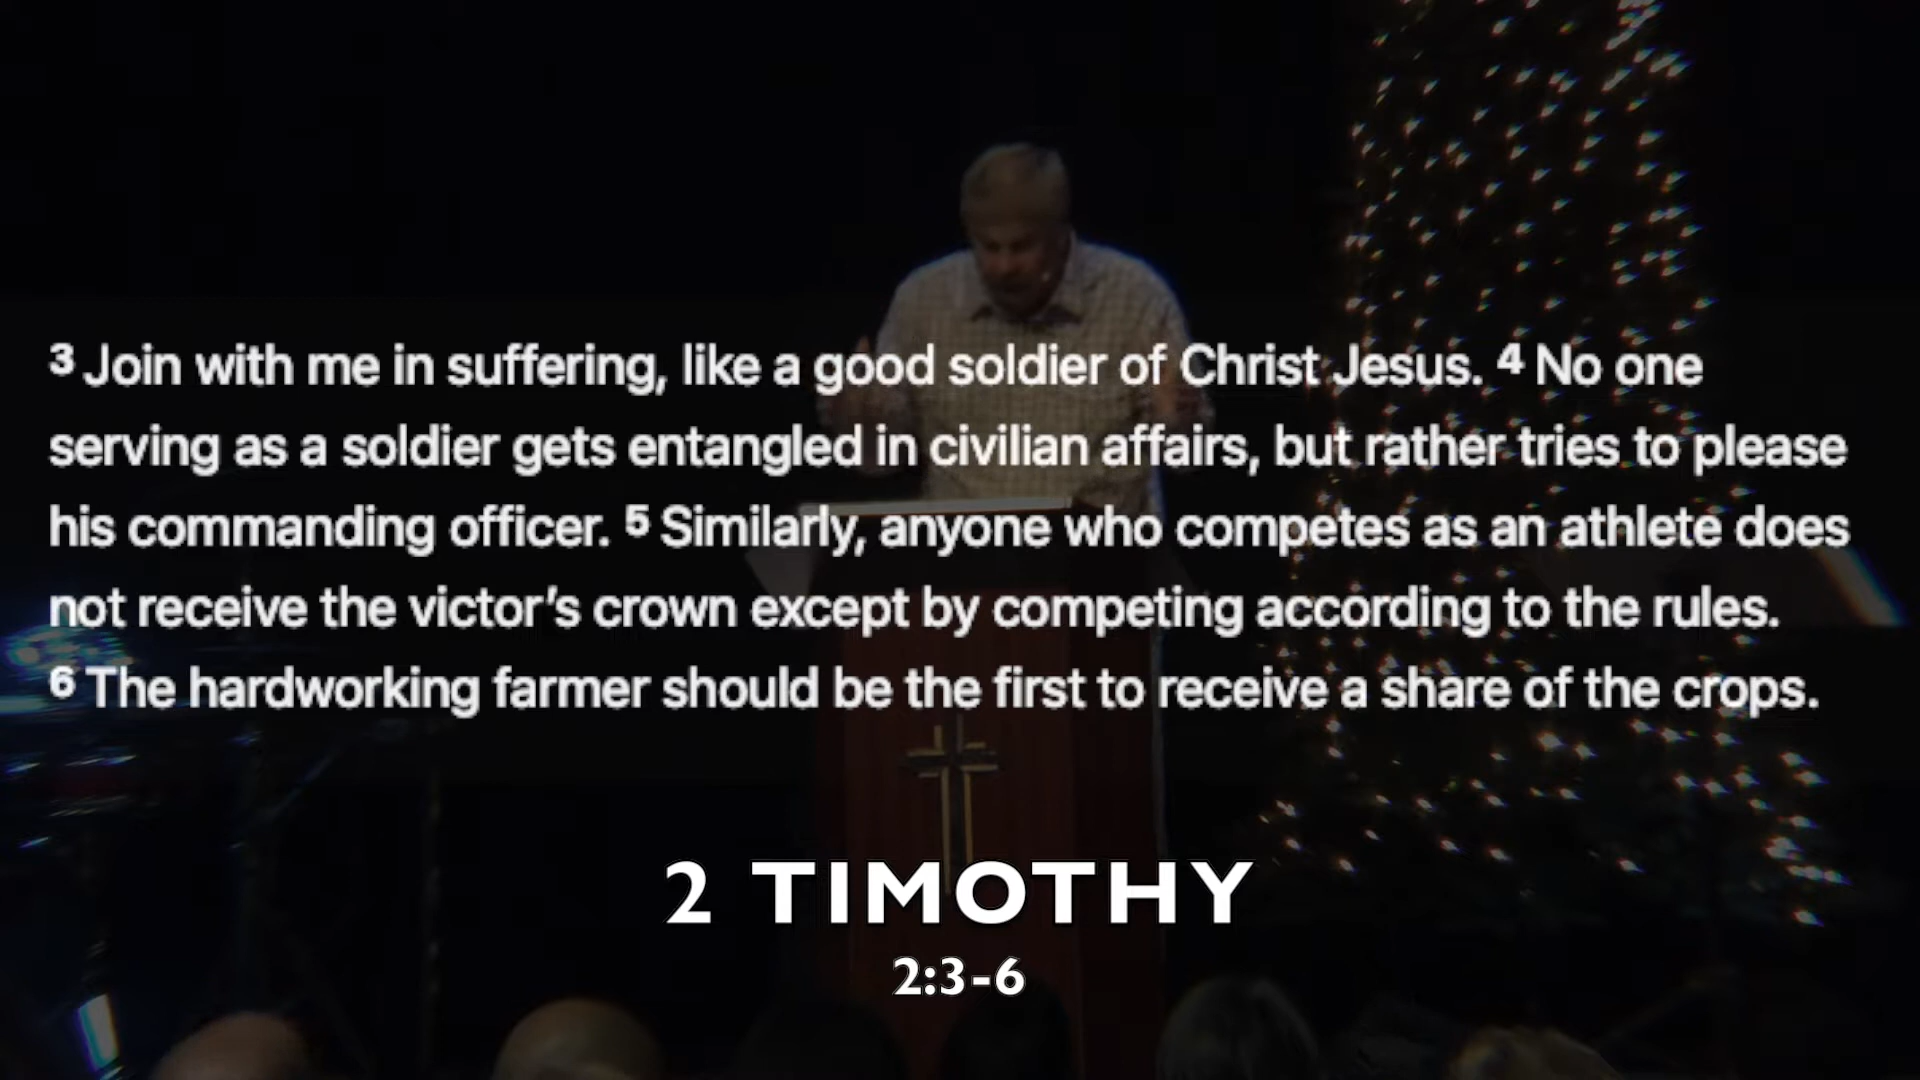 3 Join with me in suffering, like a good soldier of Christ Jesus. 4 No one
serving as a soldier gets entangled in civilian affairs, but rather tries to please
his commanding officer. 5 Similarly, anyone who competes as an athlete does
not receive the victor’s crown except by competing according to the rules.
6 The hardworking farmer should be the first to receive a share of the crops.
2 TIMOTHY
2:3-6